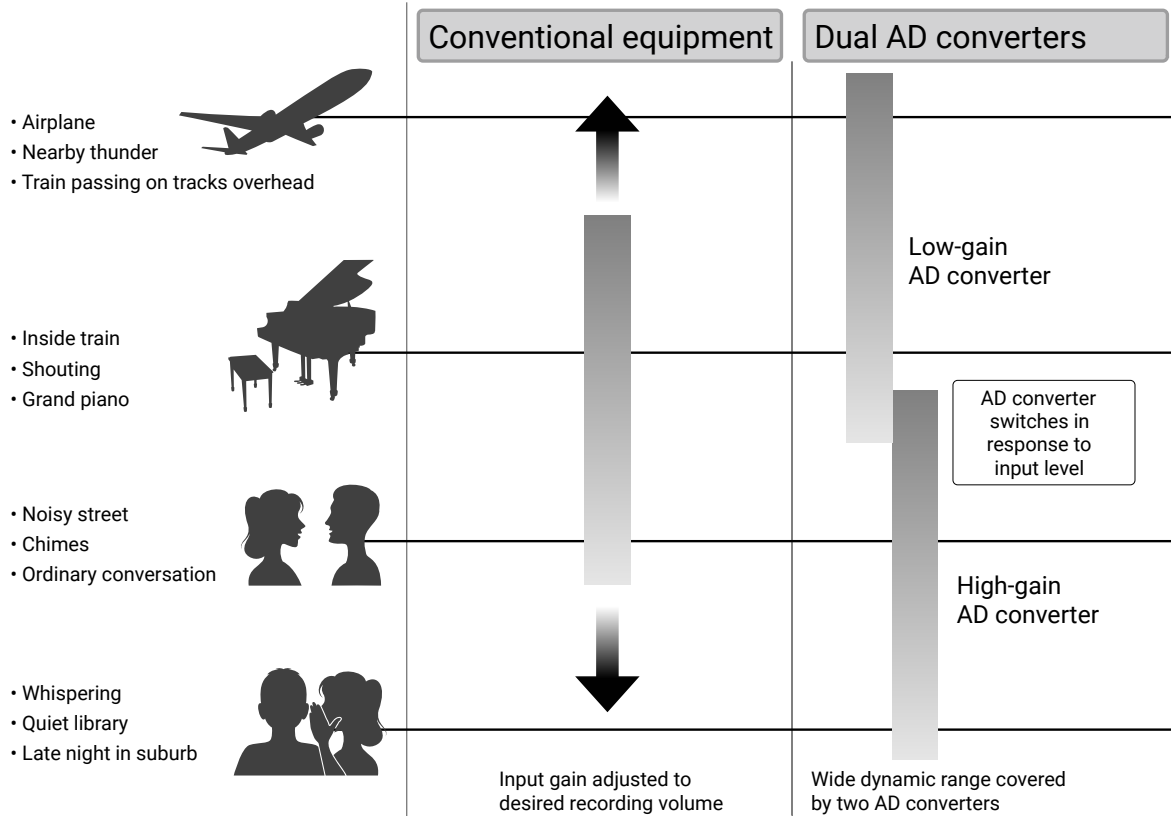 Conventional equipment
Dual AD converters
• Airplane
• Nearby thunder
• Train passing on tracks overhead
Low-gain
AD converter
• Inside train
• Shouting
• Grand piano
AD converter
switches in
response to
input level
• Noisy street
• Chimes
• Ordinary conversation
High-gain
AD converter
• Whispering
• Quiet library
• Late night in suburb
Input gain adjusted to
desired recording volume
Wide dynamic range covered
by two AD converters